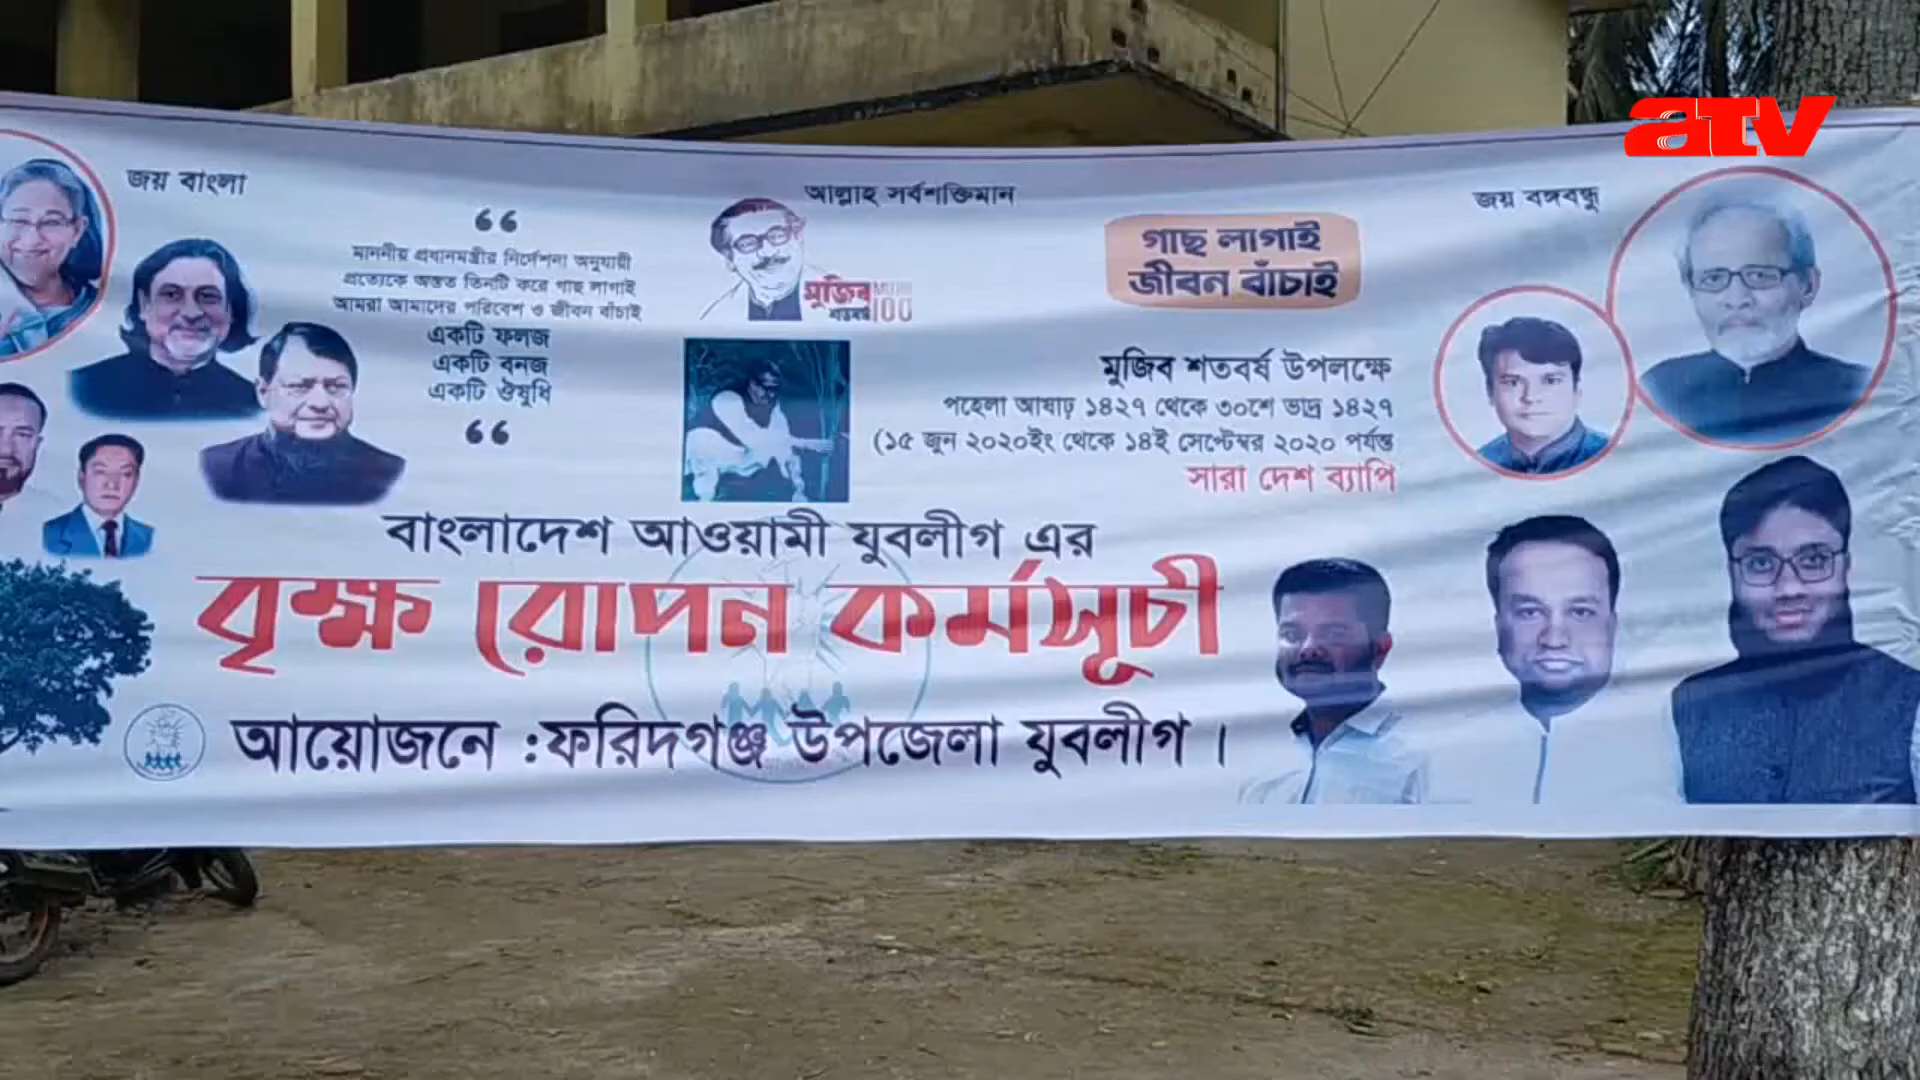 atv
জয় বাংলা
আল্লাহ সর্বশক্তিমান
জয় বঙ্গবন্ধু
“
মাননীয় প্রধানমন্ত্রীর নির্দেশনা অনুযায়ী
প্রত্যেকে অন্তত তিনটি করে গাছ লাগাই
আমরা আমাদের পরিবেশ ও জীবন বাঁচাই
একটি ফলজ
একটি বনজ
একটি ঔষুধি
“
মুজিব
শতবর্ষ 100
গাছ লাগাই
জীবন বাঁচাই
মুজিব শতবর্ষ উপলক্ষে
পহেলা আষাঢ় ১৪২৭ থেকে ৩০শে ভাদ্র ১৪২৭
(১৫ জুন ২০২০ইং থেকে ১৪ই সেপ্টেম্বর ২০২০ পর্যন্ত
সারা দেশ ব্যাপি
বাংলাদেশ আওয়ামী যুবলীগ এর
বৃক্ষ রোপন কর্মসূচী
আয়োজনে :ফরিদগঞ্জ উপজেলা যুবলীগ ।